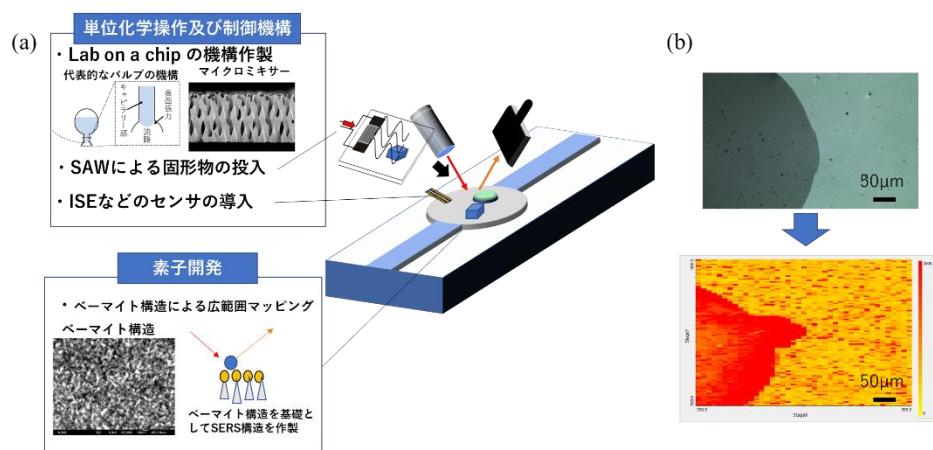 (a)
単位化学操作及び制御機構
・Lab on a chip の機構作製
代表的なバルブの機構
マイクロミキサー
キャピラリー部
表面張力
流路
・SAWによる固形物の投入
・ISEなどのセンサの導入
素子開発
・ベーマイト構造による広範囲マッピング
ベーマイト構造
ベーマイト構造を基礎と
してSERS構造を作製
(b)
50μm
StageY
50μm
StageX